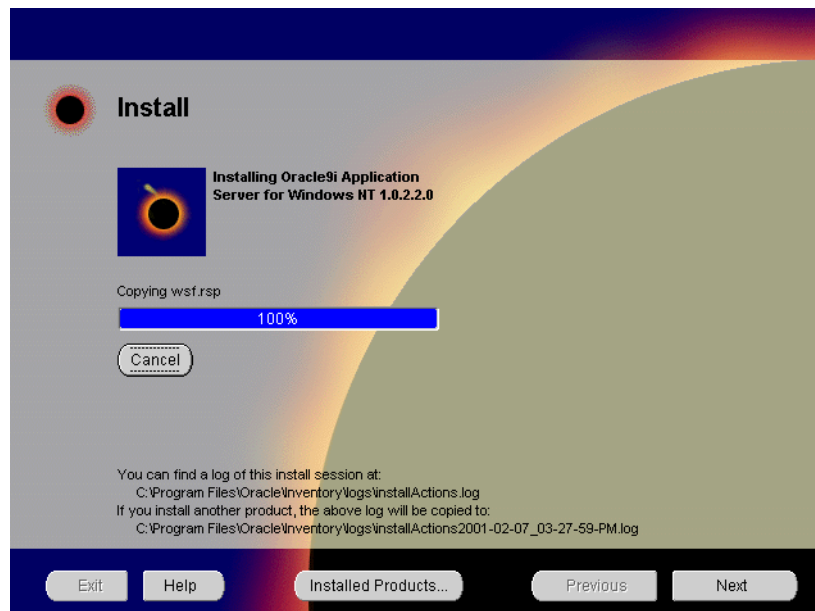 Install
Installing Oracle9i Application
Server for Windows NT 1.0.2.2.0
Copying wsf.rsp
100%
Cancel
You can find a log of this install session at:
C:\Program Files\Oracle\Inventory\logs\installActions.log
If you install another product, the above log will be copied to:
C:\Program Files\Oracle\Inventory\logs\installActions2001-02-07_03-27-59-PM.log
Exit
Help
Installed Products...
Previous
Next